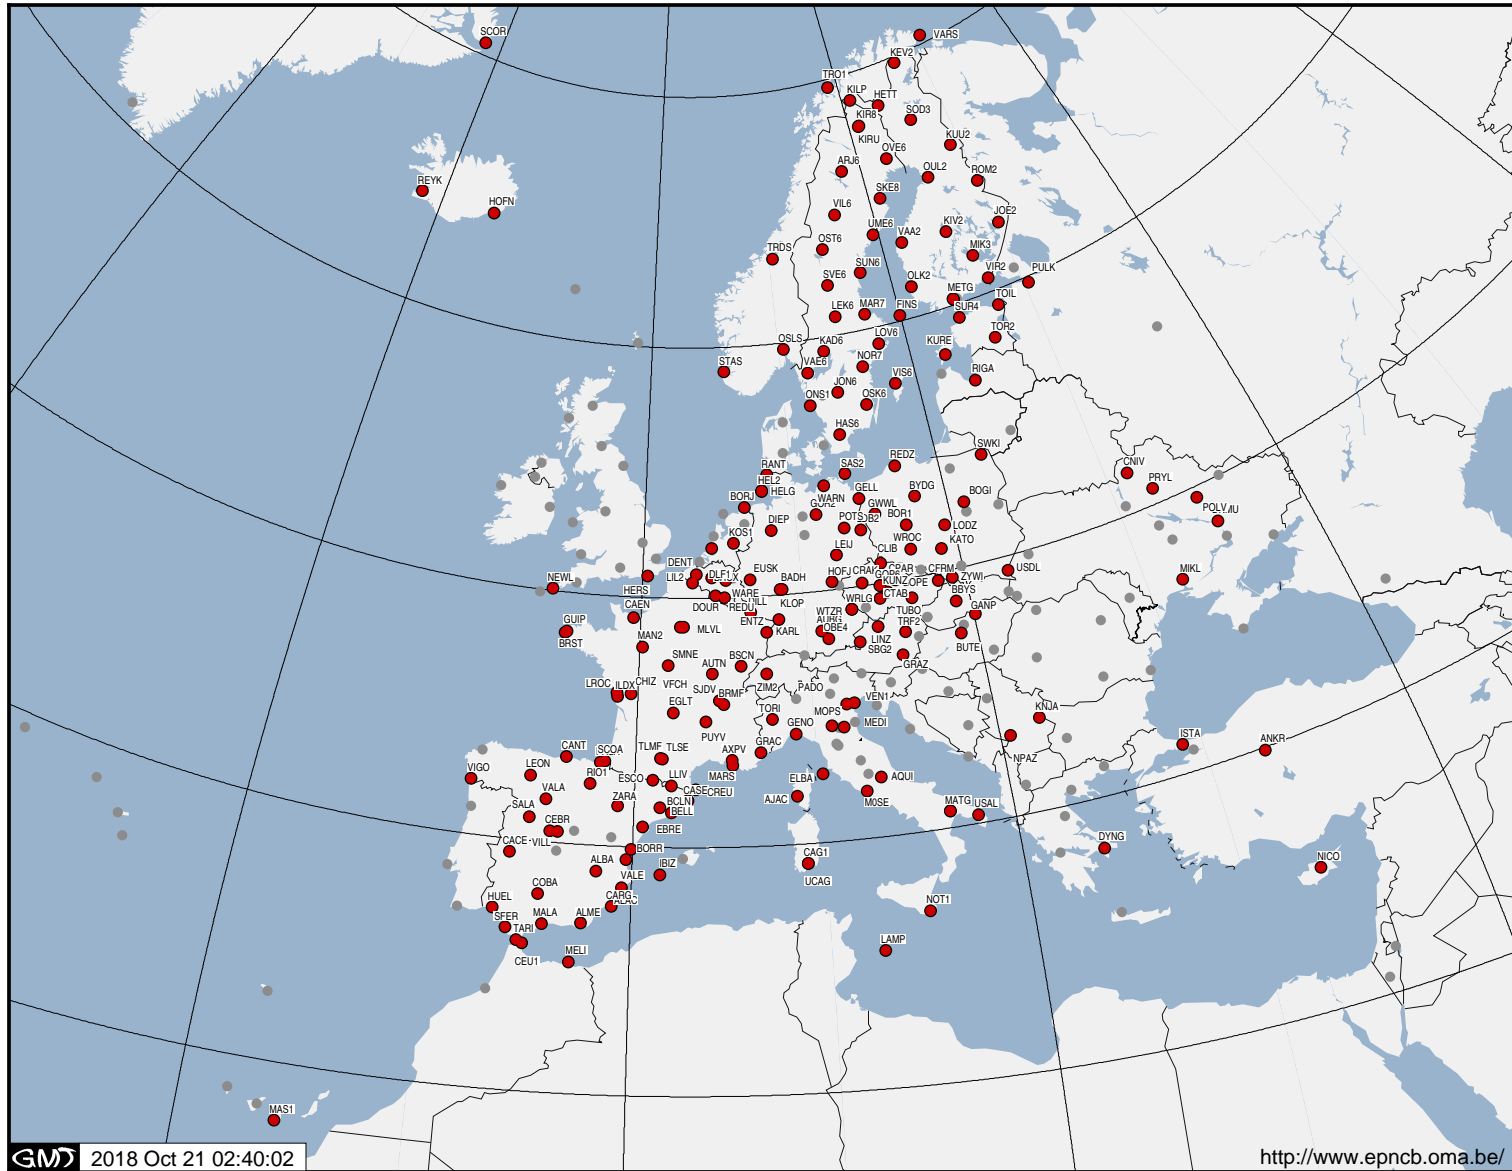 SCOR
VARS
KEV2
TRO1
KILP
HETT
SOD3
KIR8
KIRU
KUU2
OVE6
ARJ6
OUL2
ROM2
REYK
SKE8
HOFN
VIL6
JOE2
UME6
KIV2
VAA2
OST6
MIK3
TRDS
SUN6
VIR2
PULK
SVE6
OLK2
METG
TOIL
LEK6
MAR7
FINS
SUR4
TOR2
OSLS
KAD6
LOV6
KURE
STAS
VAE6
NOR7
RIGA
JON6
VIS6
ONS1
OSK6
HAS6
SWKI
RANT
SAS2
REDZ
CNIV
PRYL
HEL2
HELG
WARN
GELL
BYDG
BOGI
BORJ
GWWL
POLV
DIEP
POTS
BOR1
LODZ
KOS1
LEIJ
WROC
KATO
CLIB
DENT
DLF1
EUSK
BADH
HOFJ
CFRM
ZYWI
USDL
MIKL
NEWL
HERS
LIL2
KUNZ
CTAB
WARE
BBYS
DOUR
REDU
KLOP
WRLG
TUBO
GANP
CAEN
WTZR
GUIP
BRST
MAN2
MLVL
ENTZ
KARL
OBE4
LINZ
TRF2
BUTE
SBG2
GRAZ
SMNE
AUTN
BSCN
LROC
ILDX
CHIZ
VFCH
SJDV
BRMF
ZIM2
PADO
VEN1
EGLT
TORI
MOPS
MEDI
KNJA
PUYV
GENO
NPAZ
ISTA
ANKR
CANT
SCOA
TLMF
TLSE
AXPV
GRAC
MARS
VIGO
LEON
RIO1
ESCO
LLIV
ELBA
AQUI
CASE
CREU
AJAC
M0SE
VALA
ZARA
BCLN
BELL
SALA
MATG
USAL
CEBR
EBRE
CACE
VILL
BORR
DYNG
ALBA
IBIZ
CAG1
UCAG
NICO
VALE
COBA
CARG
HUEL
ALAC
NOT1
SFER
MALA
ALME
TARI
CEU1
MELI
LAMP
MAS1
GMT 2018 Oct 21 02:40:02
http://www.epncb.oma.be/